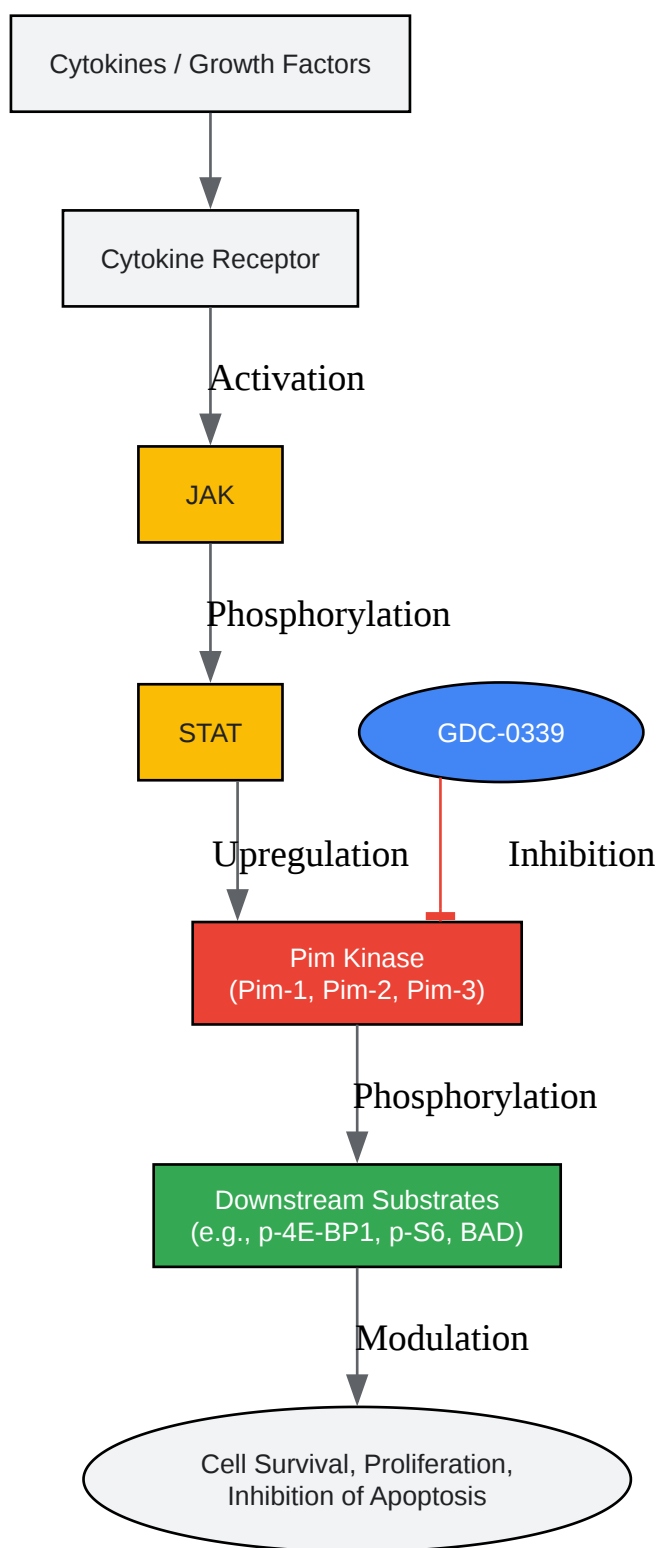 Cytokines / Growth Factors
Cytokine Receptor
Activation
JAK
Phosphorylation
STAT
GDC-0339
Upregulation
Inhibition
Pim Kinase
(Pim-1, Pim-2, Pim-3)
Phosphorylation
Downstream Substrates
(e.g., p-4E-BP1, p-S6, BAD)
Modulation
Cell Survival, Proliferation,
Inhibition of Apoptosis